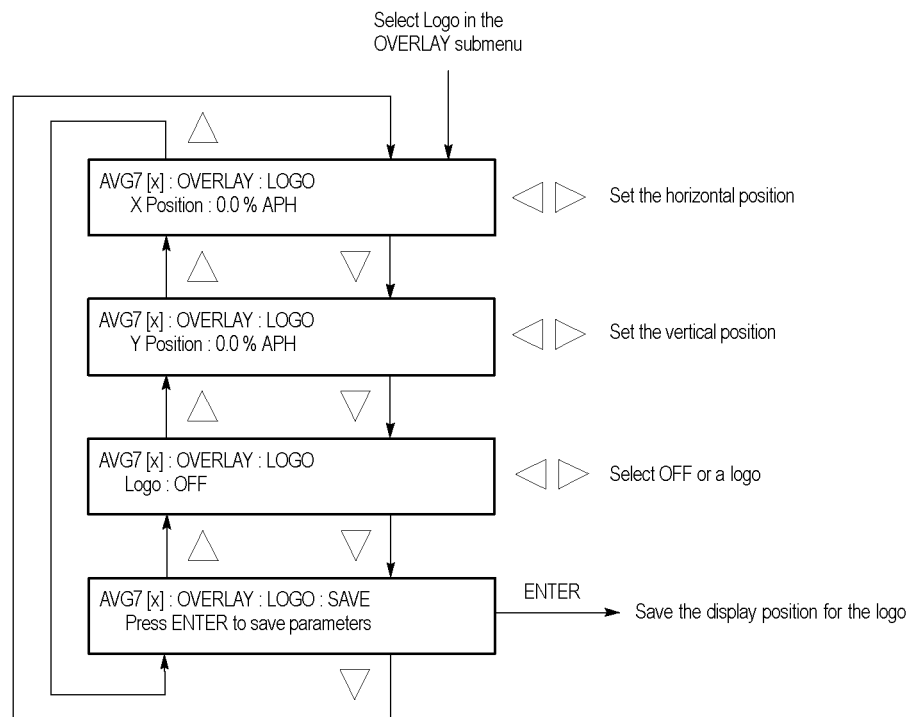 Select Logo in the
OVERLAY submenu
AVG7 [x] : OVERLAY : LOGO
X Position : 0.0 % APH
Set the horizontal position
AVG7 [x] : OVERLAY : LOGO
Y Position : 0.0 % APH
Set the vertical position
AVG7 [x] : OVERLAY : LOGO
Logo : OFF
Select OFF or a logo
AVG7 [x] : OVERLAY : LOGO : SAVE
Press ENTER to save parameters
ENTER
Save the display position for the logo